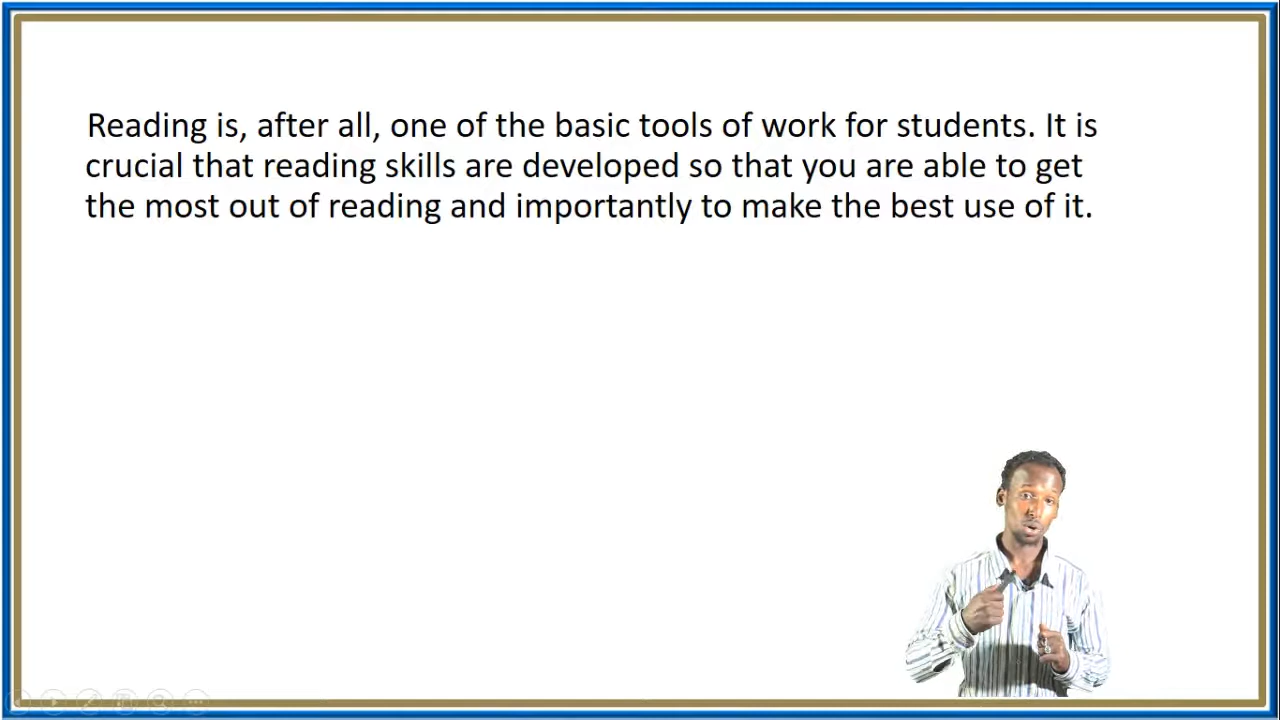 Reading is, after all, one of the basic tools of work for students. It is
crucial that reading skills are developed so that you are able to get
the most out of reading and importantly to make the best use of it.